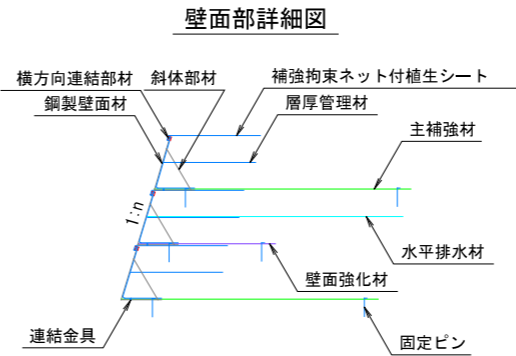 壁面部詳細図
横方向連結部材
斜体部材
補強拘束ネット付植生シート
鋼製壁面材
層厚管理材
主補強材
1:n
水平排水材
壁面強化材
連結金具
固定ピン